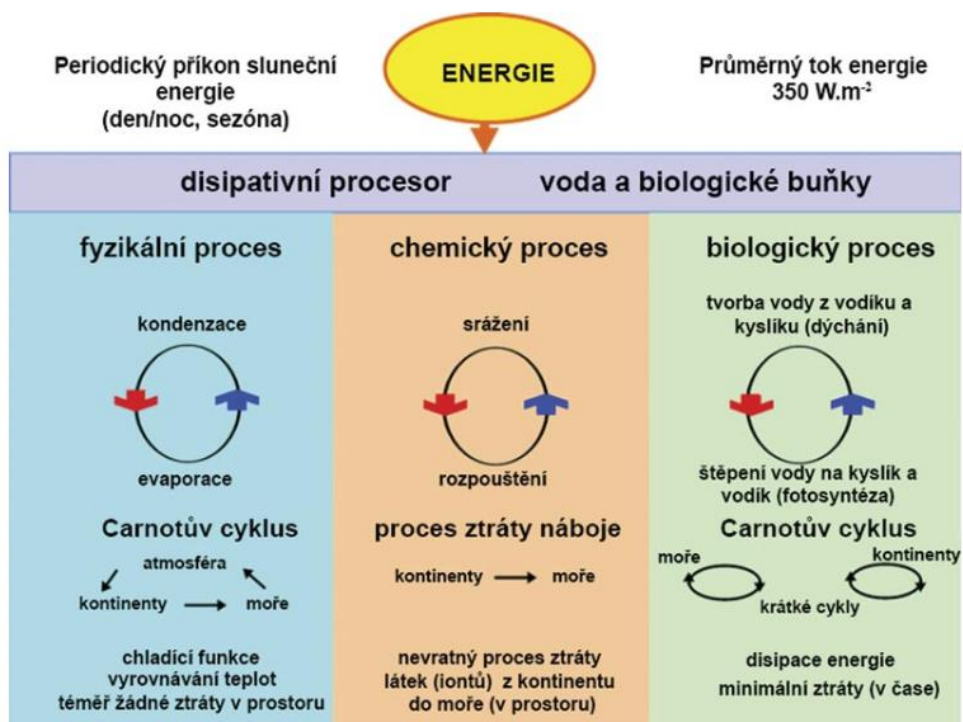 Periodický příkon sluneční
energie
(den/noc, sezóna)
ENERGIE
Průměrný tok energie
350 W.m⁻²
disipativní procesor voda a biologické buňky
fyzikální proces
kondenzace
evaporace
Carnotův cyklus
atmosféra
kontinenty moře
chladící funkce
vyrovnávání teplot
téměř žádné ztráty v prostoru
chemický proces
srážení
rozpouštění
proces ztráty náboje
kontinenty moře
nevratný proces ztráty
látek (iontů) z kontinentu
do moře (v prostoru)
biologický proces
tvorba vody z vodíku a
kyslíku (dýchání)
štěpení vody na kyslík a
vodík (fotosyntéza)
Carnotův cyklus
moře kontinenty
krátké cykly
disipace energie
minimální ztráty (v čase)